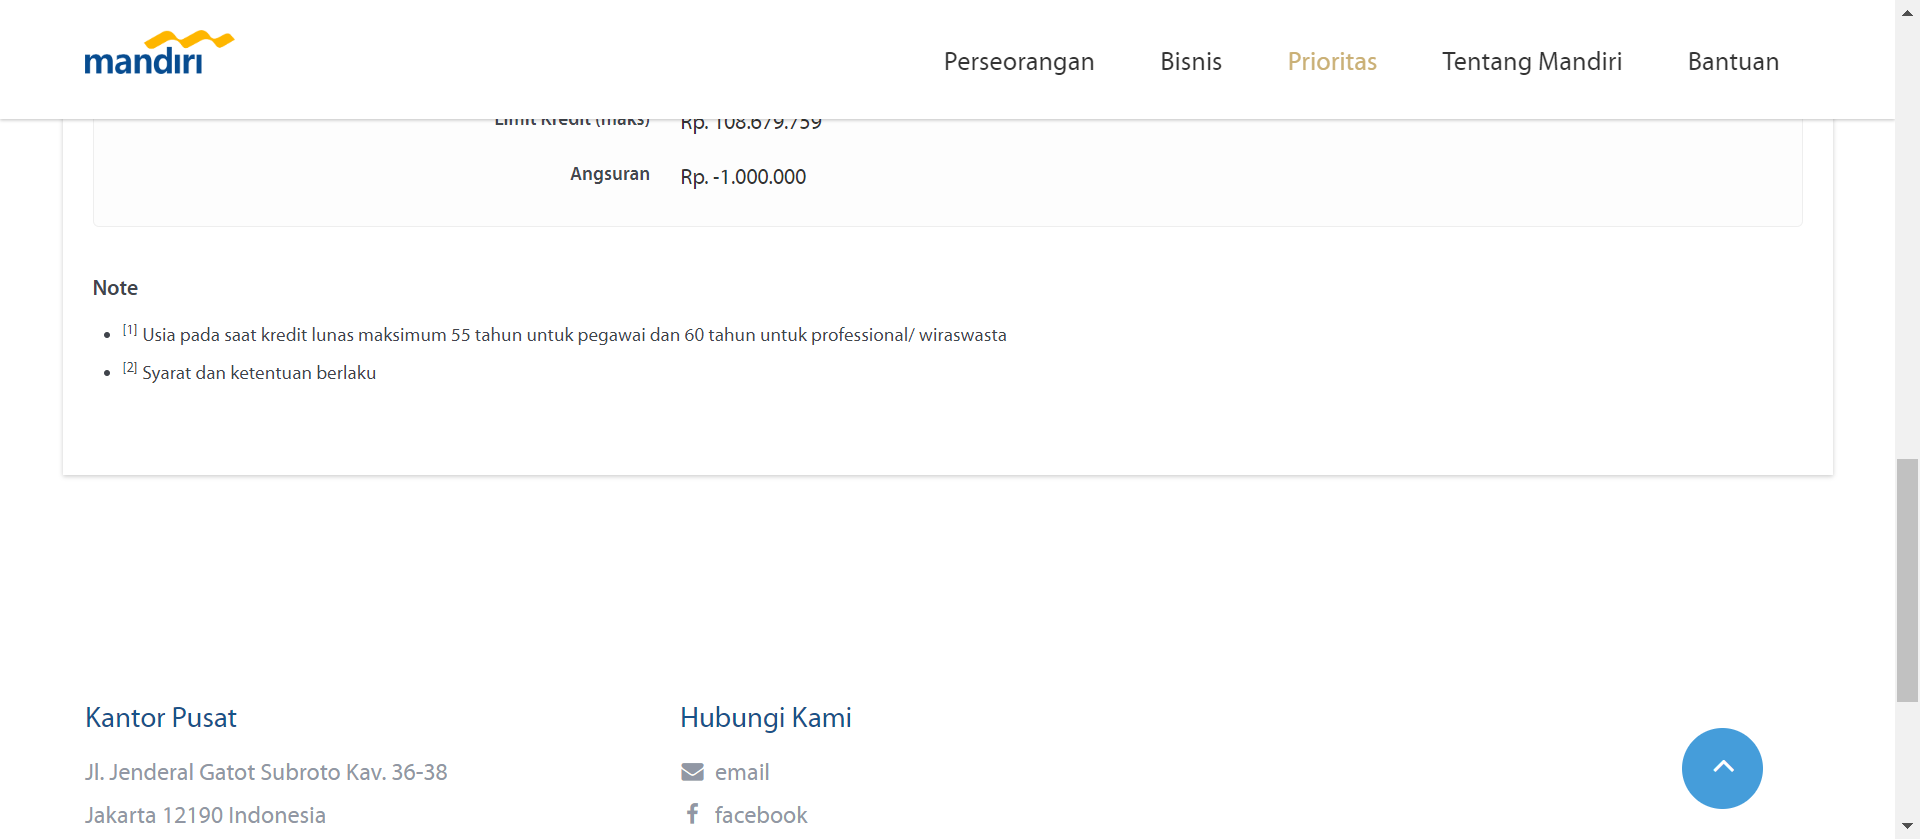 mandiri
Perseorangan Bisnis Prioritas Tentang Mandiri Bantuan
Limit Kredit (maks) Rp. 108.679.759
Angsuran Rp. -1.000.000
Note
[1] Usia pada saat kredit lunas maksimum 55 tahun untuk pegawai dan 60 tahun untuk professional/ wiraswasta
[2] Syarat dan ketentuan berlaku
Kantor Pusat
Jl. Jenderal Gatot Subroto Kav. 36-38
Jakarta 12190 Indonesia
Hubungi Kami
email
facebook